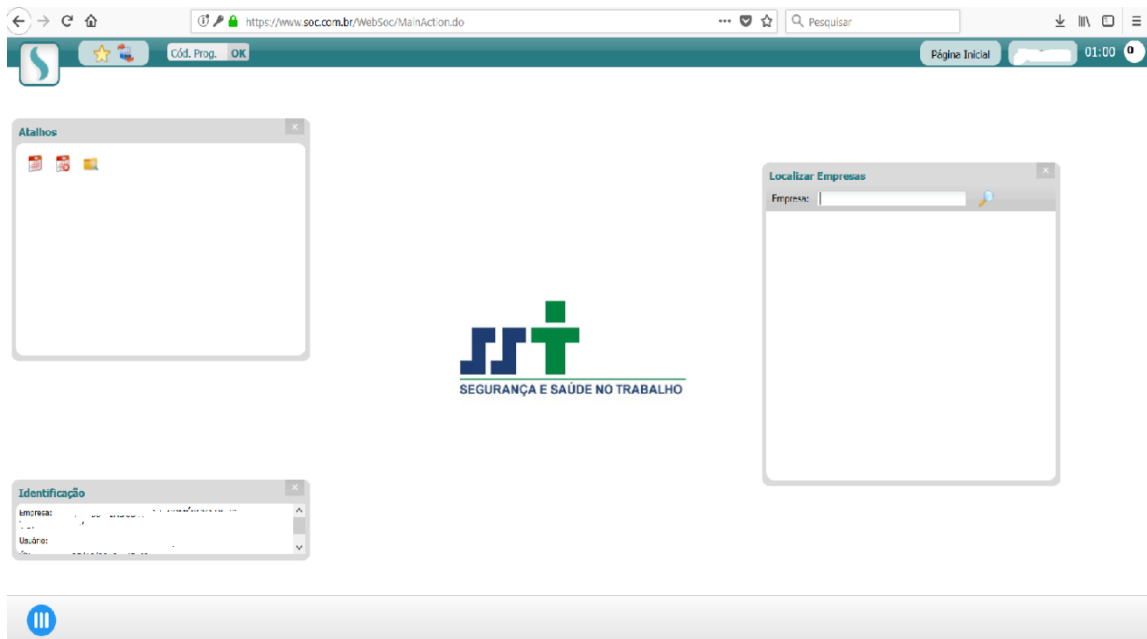 https://www.soc.com.br/WebSoc/MainAction.do
Pesquisar
Cód. Prog. OK
Página Inicial
01:00
0
Atalhos
Localizar Empresas
Empresa:
SST
SEGURANÇA E SAÚDE NO TRABALHO
Identificação
Empresa:
Usuário: